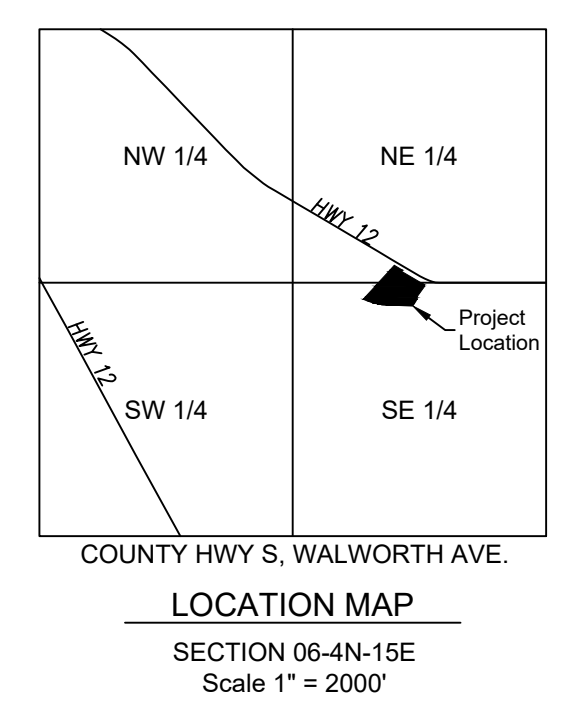 NW 1/4
NE 1/4
HWY 12
Project
Location
HWY 12
SW 1/4
SE 1/4
COUNTY HWY S, WALWORTH AVE.
LOCATION MAP
SECTION 06-4N-15E
Scale 1" = 2000'